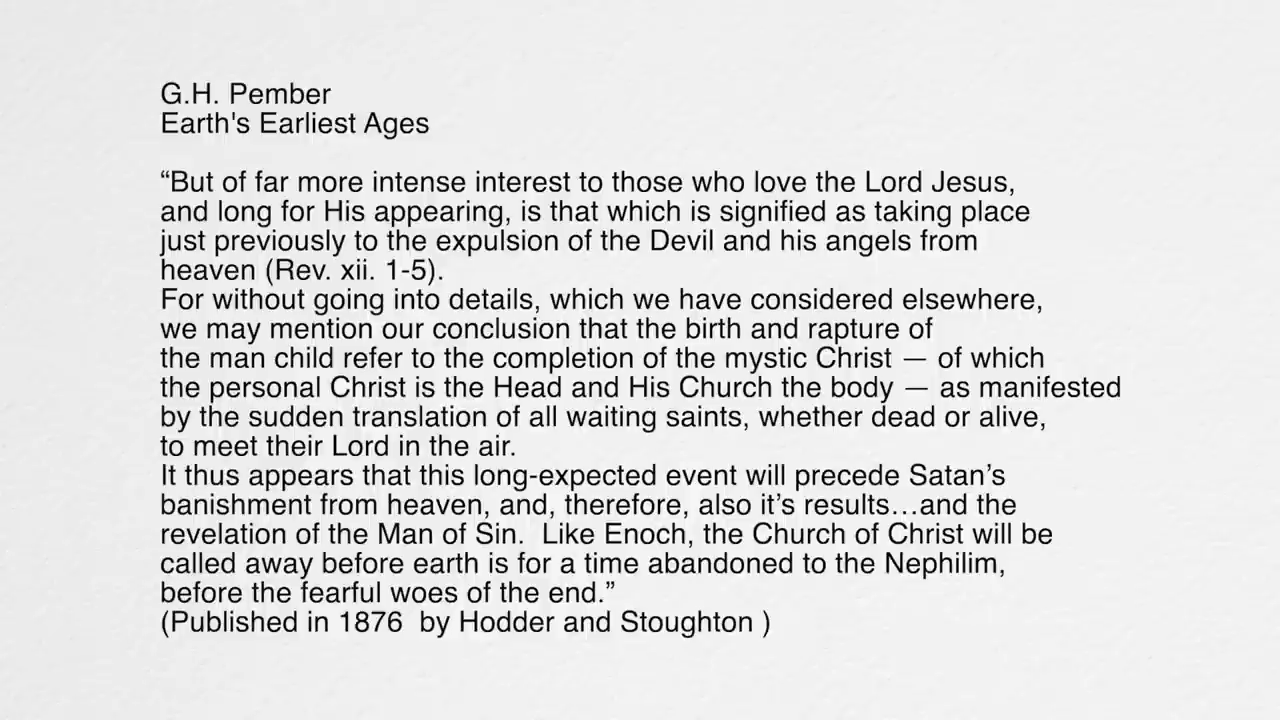 G.H. Pember
Earth's Earliest Ages
“But of far more intense interest to those who love the Lord Jesus,
and long for His appearing, is that which is signified as taking place
just previously to the expulsion of the Devil and his angels from
heaven (Rev. xii. 1-5).
For without going into details, which we have considered elsewhere,
we may mention our conclusion that the birth and rapture of
the man child refer to the completion of the mystic Christ — of which
the personal Christ is the Head and His Church the body — as manifested
by the sudden translation of all waiting saints, whether dead or alive,
to meet their Lord in the air.
It thus appears that this long-expected event will precede Satan’s
banishment from heaven, and, therefore, also it’s results…and the
revelation of the Man of Sin.  Like Enoch, the Church of Christ will be
called away before earth is for a time abandoned to the Nephilim,
before the fearful woes of the end.”
(Published in 1876  by Hodder and Stoughton )